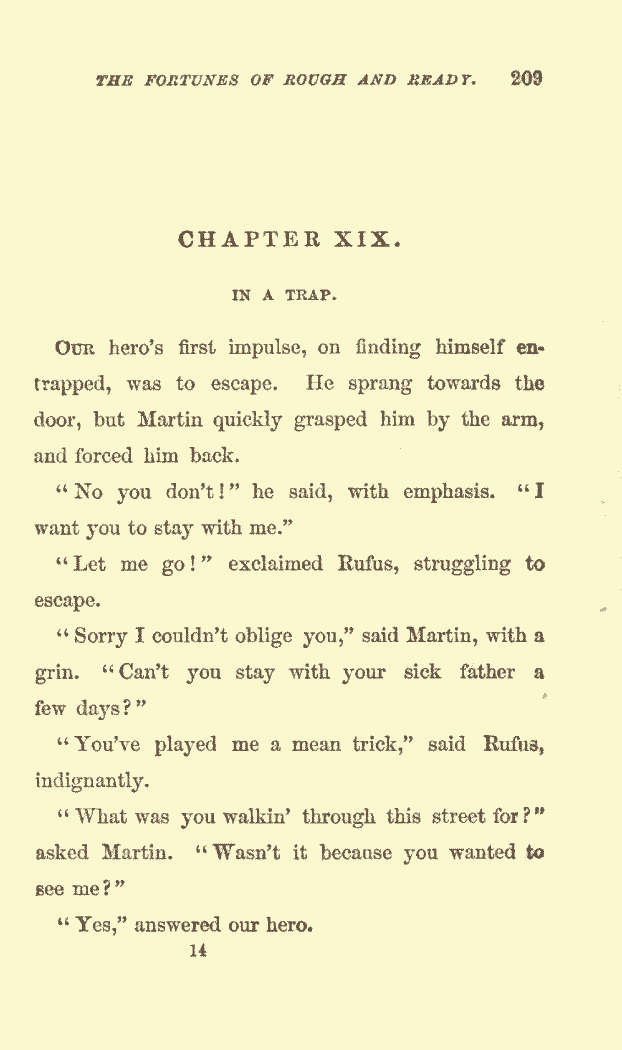 THE FORTUNES OF ROUGH AND READY. 209
CHAPTER XIX.
IN A TRAP.
OUR hero's first impulse, on finding himself en-
trapped, was to escape. He sprang towards the
door, but Martin quickly grasped him by the arm,
and forced him back.
"No you don't!" he said, with emphasis. "I
want you to stay with me."
"Let me go!" exclaimed Rufus, struggling to
escape.
"Sorry I couldn't oblige you," said Martin, with a
grin. "Can't you stay with your sick father a
few days?"
"You've played me a mean trick," said Rufus,
indignantly.
"What was you walkin' through this street for?"
asked Martin. "Wasn't it because you wanted to
see me?"
"Yes," answered our hero.
14